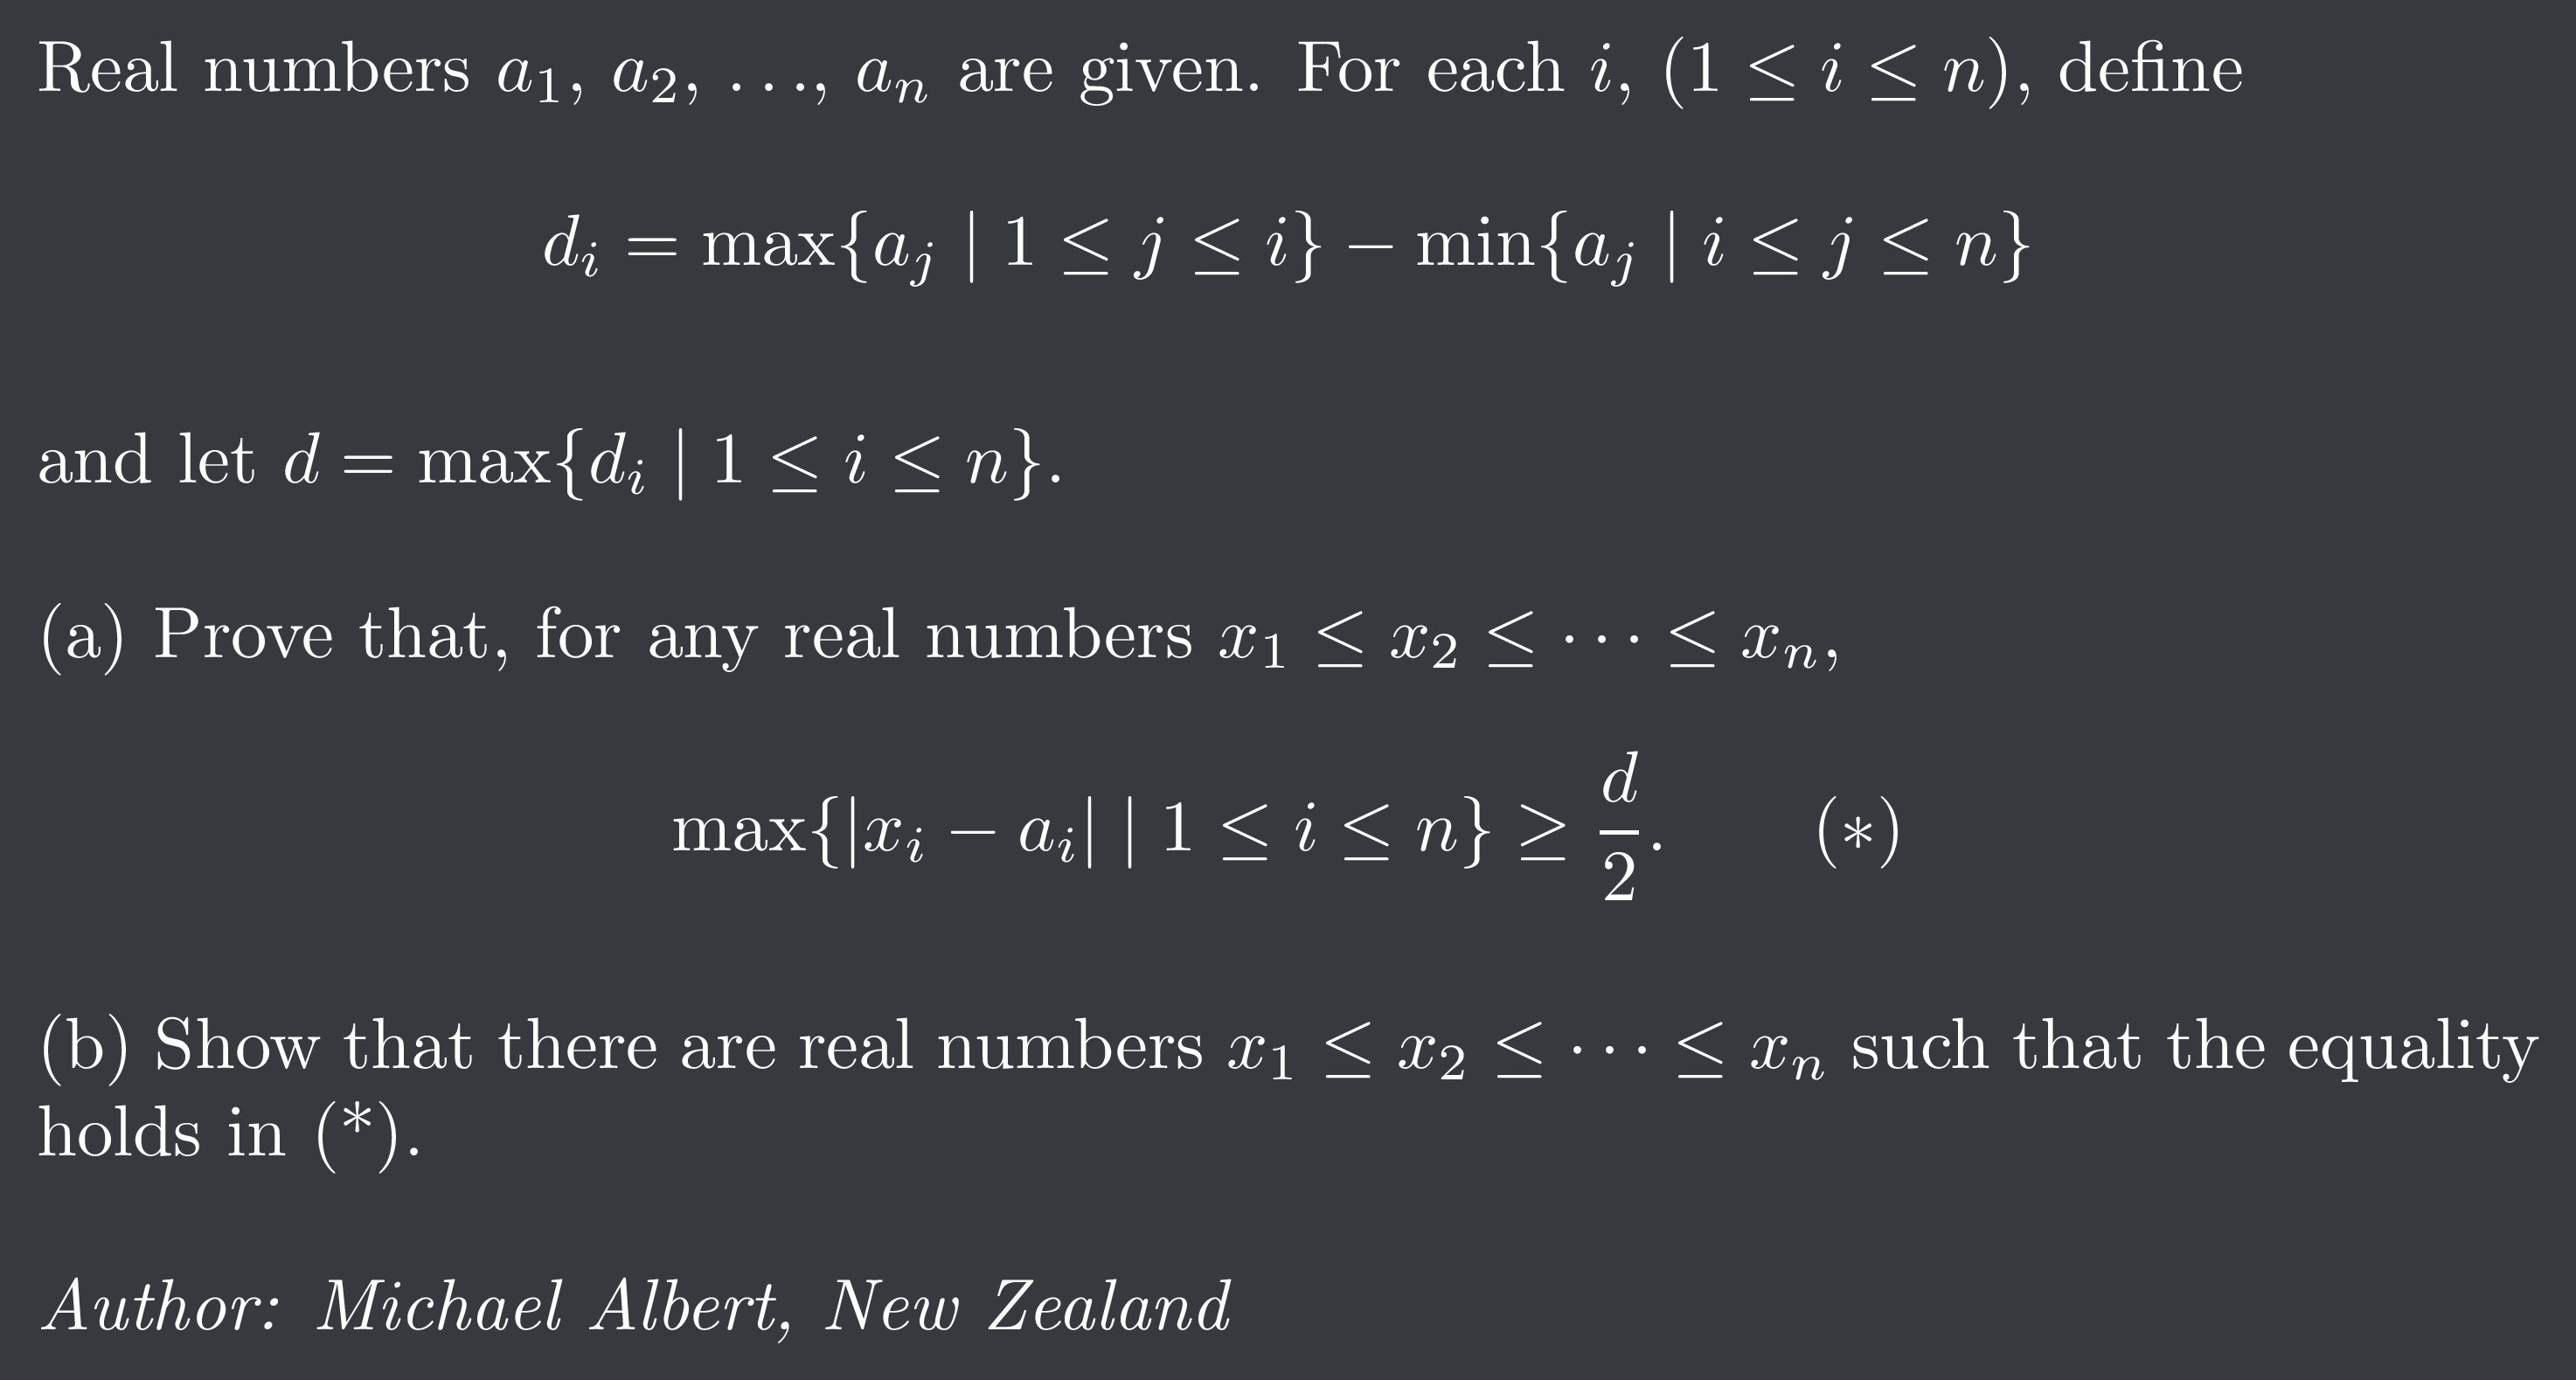 Real numbers a₁, a₂, . . ., aₙ are given. For each i, (1 ≤ i ≤ n), define
dᵢ = max{aⱼ | 1 ≤ j ≤ i} − min{aⱼ | i ≤ j ≤ n}
and let d = max{dᵢ | 1 ≤ i ≤ n}.
(a) Prove that, for any real numbers x₁ ≤ x₂ ≤ · · · ≤ xₙ,
max{|xᵢ − aᵢ| | 1 ≤ i ≤ n} ≥ d/2. (*)
(b) Show that there are real numbers x₁ ≤ x₂ ≤ · · · ≤ xₙ such that the equality
holds in (*).
Author: Michael Albert, New Zealand